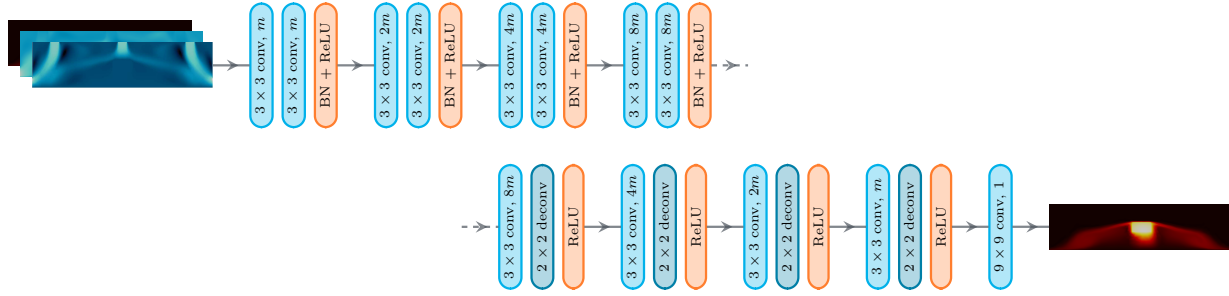 3 × 3 conv, m
3 × 3 conv, m
BN + ReLU
3 × 3 conv, 2m
3 × 3 conv, 2m
BN + ReLU
3 × 3 conv, 4m
3 × 3 conv, 4m
BN + ReLU
3 × 3 conv, 8m
3 × 3 conv, 8m
BN + ReLU
3 × 3 conv, 8m
2 × 2 deconv
ReLU
3 × 3 conv, 4m
2 × 2 deconv
ReLU
3 × 3 conv, 2m
2 × 2 deconv
ReLU
3 × 3 conv, m
2 × 2 deconv
ReLU
9 × 9 conv, 1